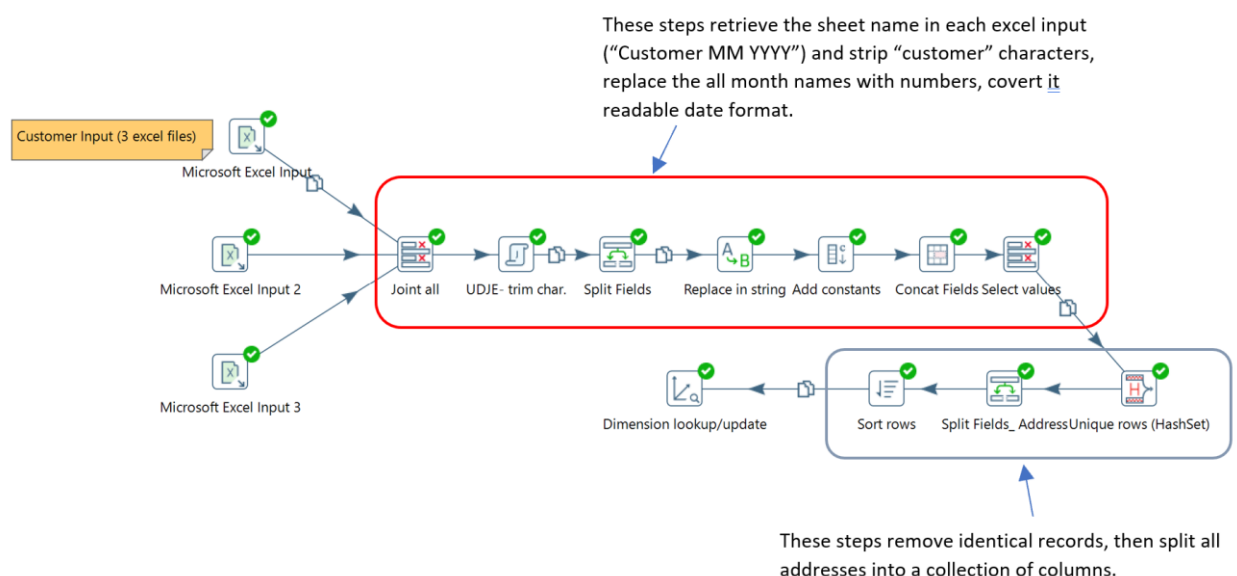 These steps retrieve the sheet name in each excel input
(“Customer MM YYYY”) and strip “customer” characters,
replace the all month names with numbers, covert it
readable date format.
Customer Input (3 excel files)
Microsoft Excel Input
Microsoft Excel Input 2
Joint all
UDJE- trim char.
Split Fields
Replace in string
Add constants
Concat Fields
Select values
Microsoft Excel Input 3
Dimension lookup/update
Sort rows
Split Fields_ Address
Unique rows (HashSet)
These steps remove identical records, then split all
addresses into a collection of columns.